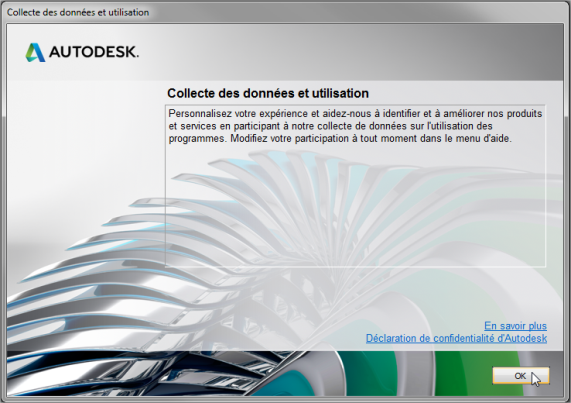 Collecte des données et utilisation
AUTODESK.
Collecte des données et utilisation
Personnalisez votre expérience et aidez-nous à identifier et à améliorer nos produits
et services en participant à notre collecte de données sur l'utilisation des
programmes. Modifiez votre participation à tout moment dans le menu d'aide.
En savoir plus
Déclaration de confidentialité d'Autodesk
OK